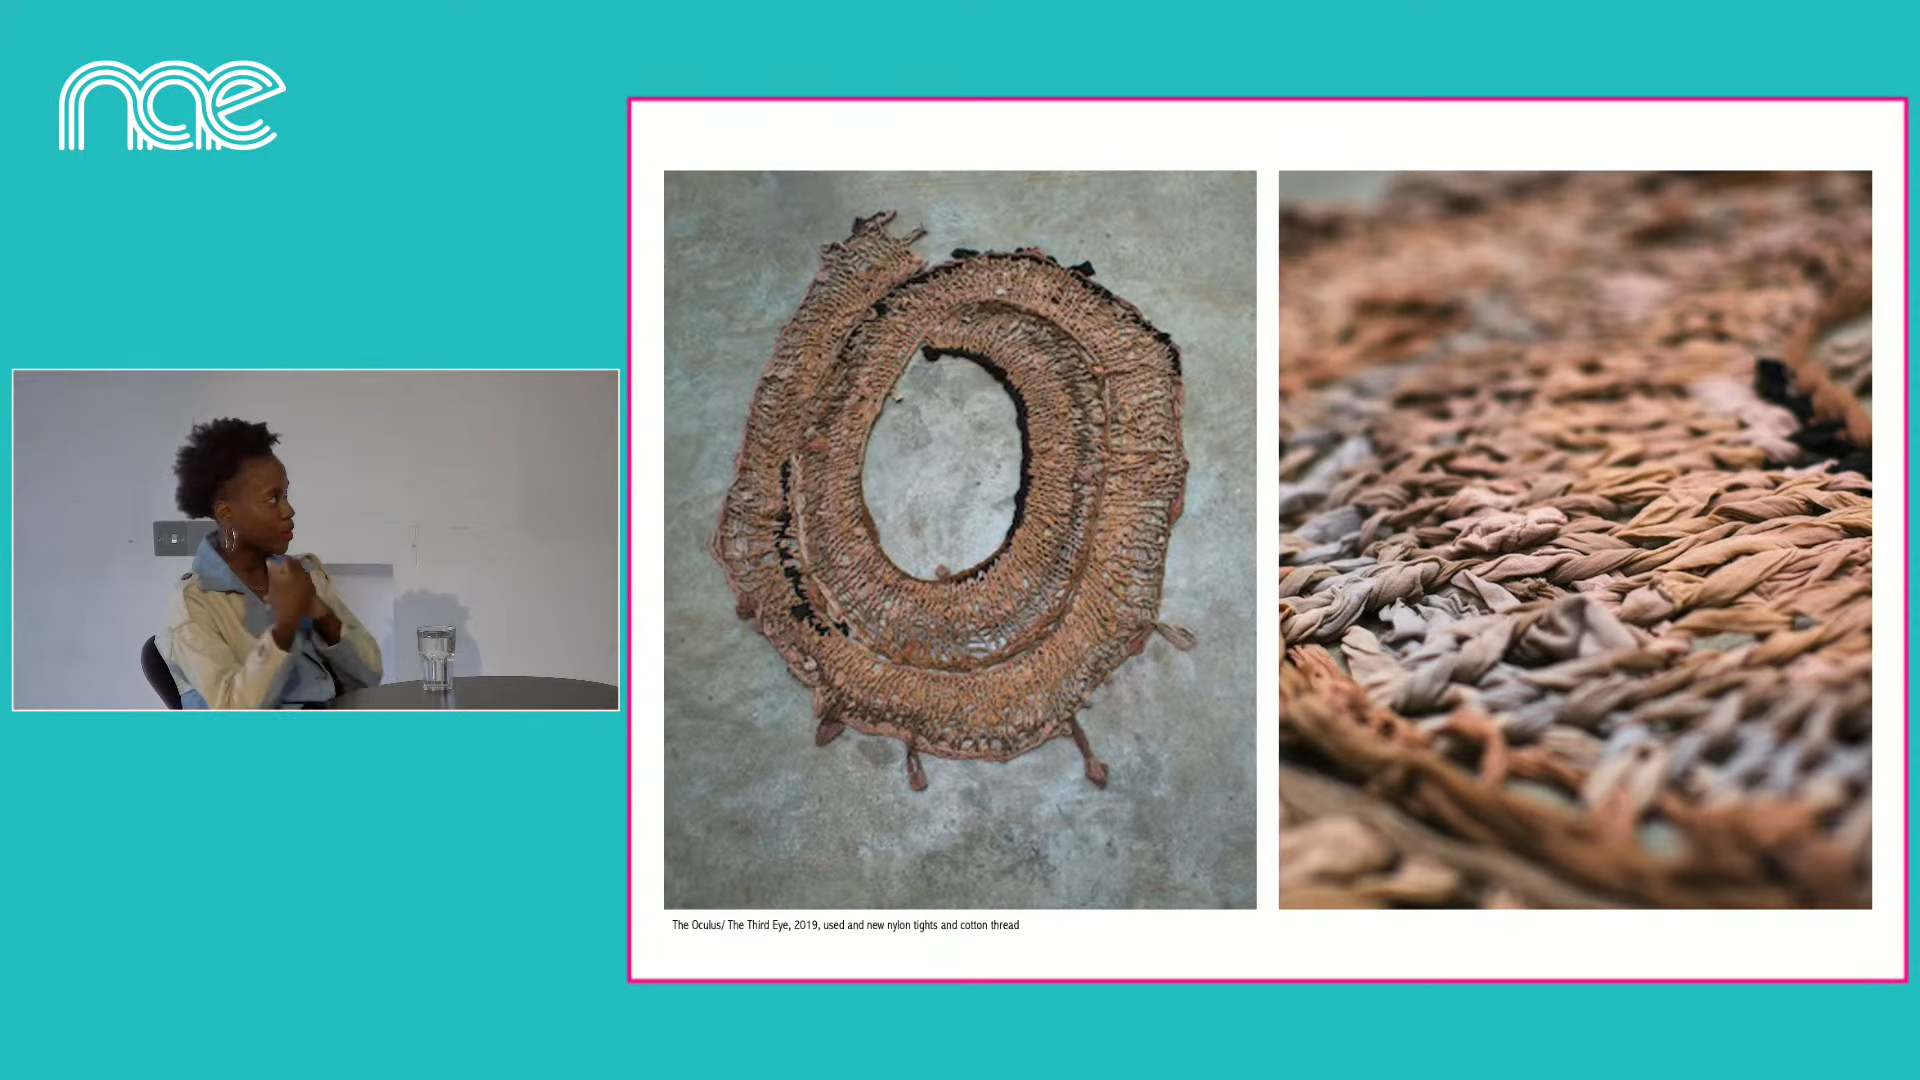 nae
The Oculus/ The Third Eye, 2019, used and new nylon tights and cotton thread